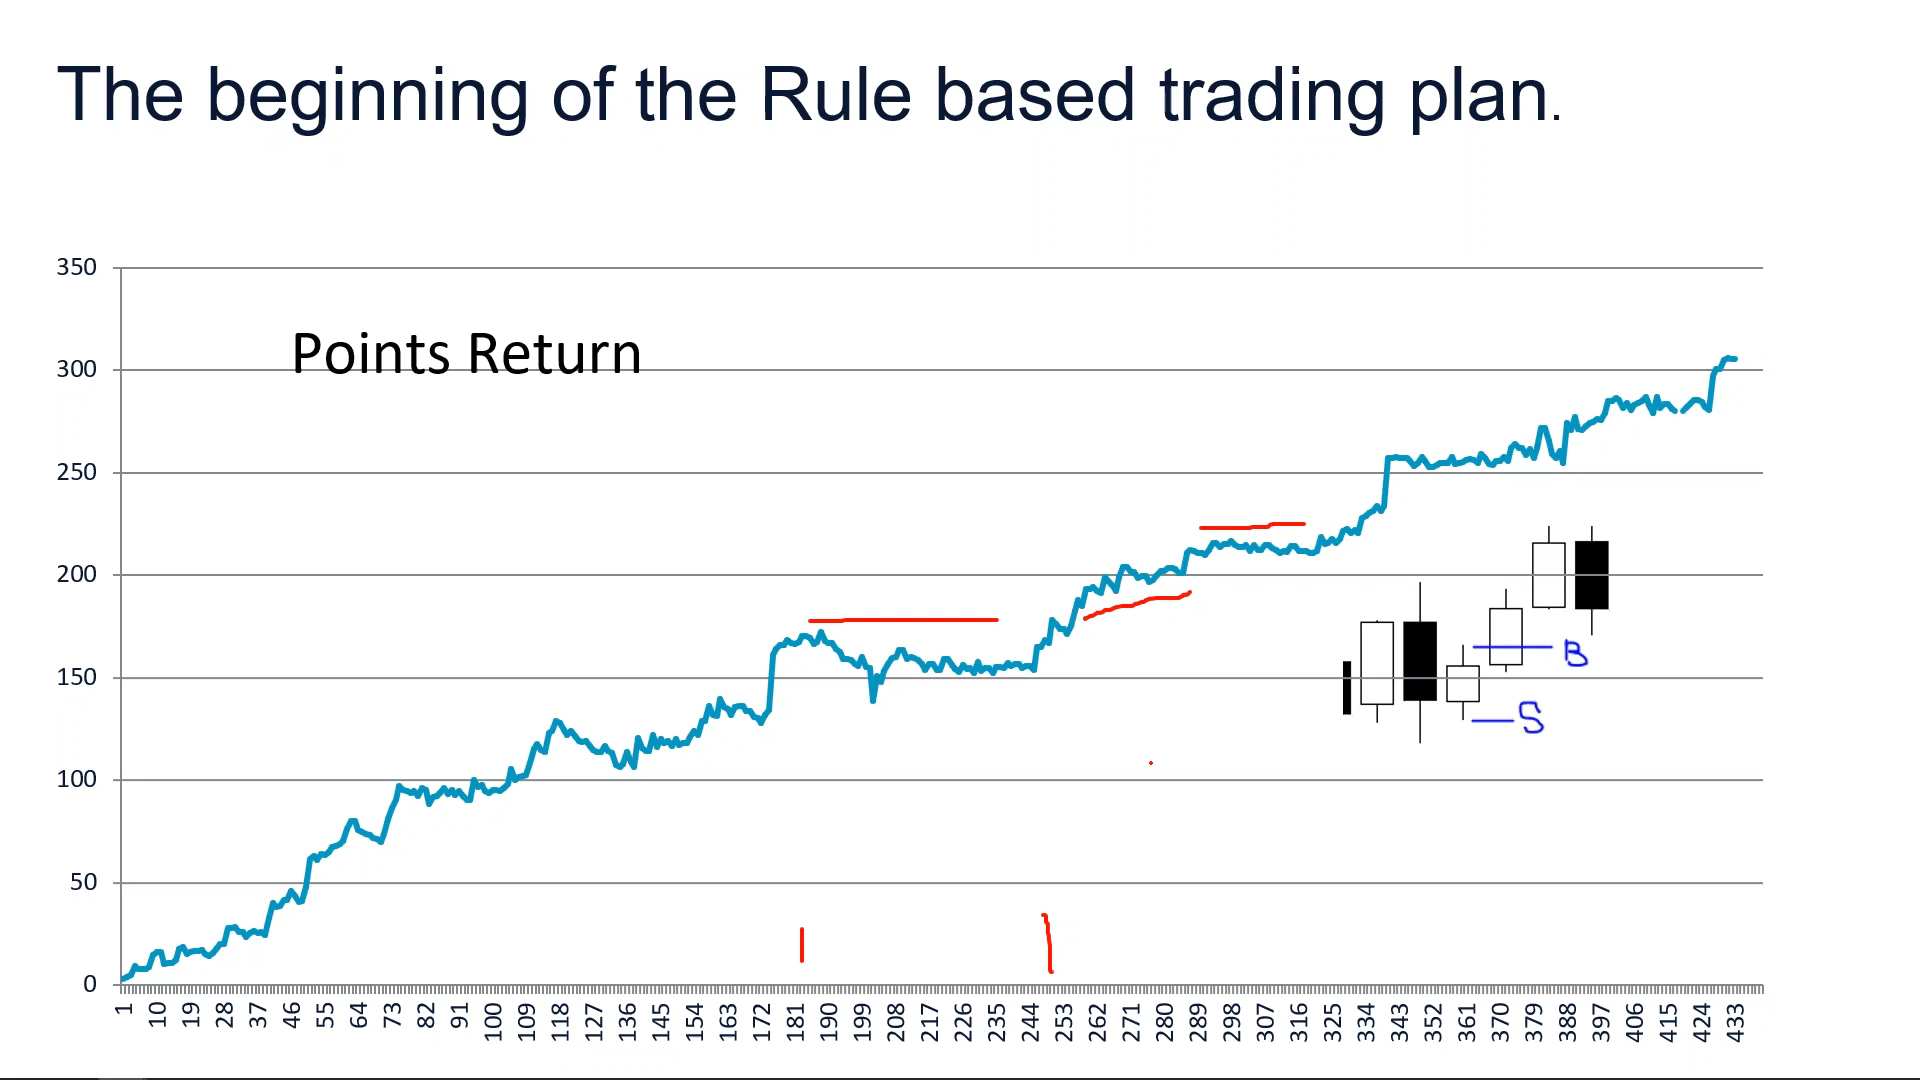 The beginning of the Rule based trading plan.
Points Return
350
300
250
200
150
100
50
0
B
S
1 10 19 28 37 46 55 64 73 82 91 100 109 118 127 136 145 154 163 172 181 190 199 208 217 226 235 244 253 262 271 280 289 298 307 316 325 334 343 352 361 370 379 388 397 406 415 424 433